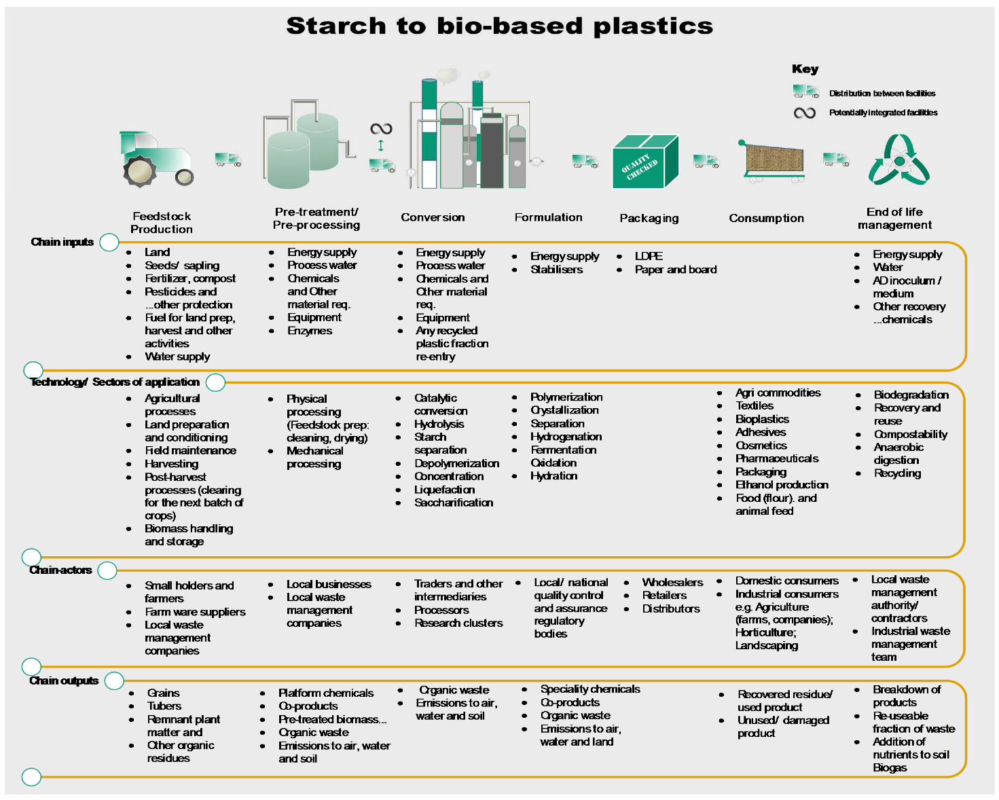 Starch to bio-based plastics
Key
Distribution between facilities
Potentially integrated facilities
QUALITY
CHECKED
Feedstock
Production
Pre-treatment/
Pre-processing
Conversion
Formulation
Packaging
Consumption
End of life
management
Chain inputs
• Land
• Seeds/ sapling
• Fertilizer, compost
• Pesticides and
...other protection
• Fuel for land prep,
harvest and other
activities
• Water supply
• Energy supply
• Process water
• Chemicals
and Other
material req.
• Equipment
• Enzymes
• Energy supply
• Process water
• Chemicals and
Other material
req.
• Equipment
• Any recycled
plastic fraction
re-entry
• Energy supply
• Stabilisers
• LDPE
• Paper and board
• Energy supply
• Water
• AD inoculum /
medium
• Other recovery
...chemicals
Technology/ Sectors of application
• Agricultural
processes
• Land preparation
and conditioning
• Field maintenance
• Harvesting
• Post-harvest
processes (clearing
for the next batch of
crops)
• Biomass handling
and storage
• Physical
processing
(Feedstock prep:
cleaning, drying)
• Mechanical
processing
• Catalytic
conversion
• Hydrolysis
• Starch
separation
• Depolymerization
• Concentration
• Liquefaction
• Saccharification
• Polymerization
• Crystallization
• Separation
• Hydrogenation
• Fermentation
Oxidation
• Hydration
• Agri commodities
• Textiles
• Bioplastics
• Adhesives
• Cosmetics
• Pharmaceuticals
• Packaging
• Ethanol production
• Food (flour). and
animal feed
• Biodegradation
• Recovery and
reuse
• Compostability
• Anaerobic
digestion
• Recycling
Chain-actors
• Small holders and
farmers
• Farm ware suppliers
• Local waste
management
companies
• Local businesses
• Local waste
management
companies
• Traders and other
intermediaries
• Processors
• Research clusters
• Local/ national
quality control
and assurance
regulatory
bodies
• Wholesalers
• Retailers
• Distributors
• Domestic consumers
• Industrial consumers
e.g. Agriculture
(farms, companies);
Horticulture;
Landscaping
• Local waste
management
authority/
contractors
• Industrial waste
management
team
Chain outputs
• Grains
• Tubers
• Remnant plant
matter and
• Other organic
residues
• Platform chemicals
• Co-products
• Pre-treated biomass...
• Organic waste
• Emissions to air, water
and soil
• Organic waste
• Emissions to air,
water and soil
• Speciality chemicals
• Co-products
• Organic waste
• Emissions to air,
water and land
• Recovered residue/
used product
• Unused/ damaged
product
• Breakdown of
products
• Re-useable
fraction of waste
• Addition of
nutrients to soil
Biogas